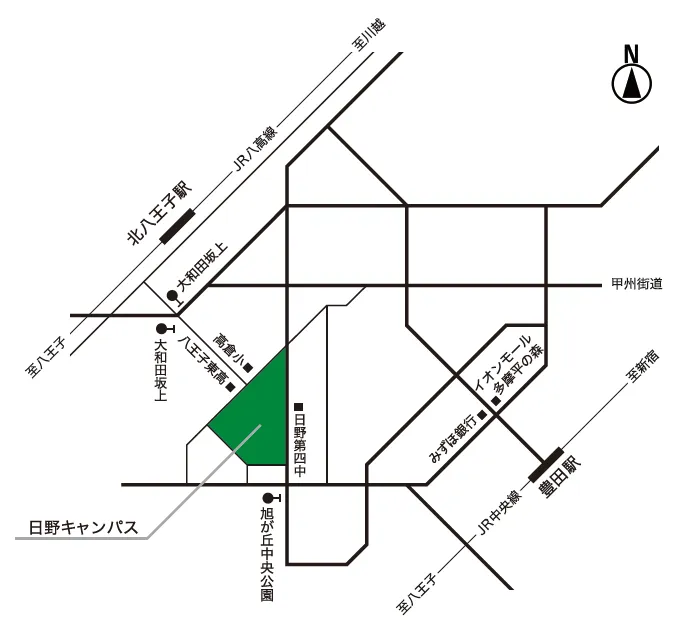 至川越
N
JR八高線
北八王子駅
大和田坂上
甲州街道
至八王子
大和田坂上
高倉小
八王子東高
イオンモール
多摩平の森
至新宿
日野第四中
みずほ銀行
豊田駅
JR中央線
日野キャンパス
旭が丘中央公園
至八王子